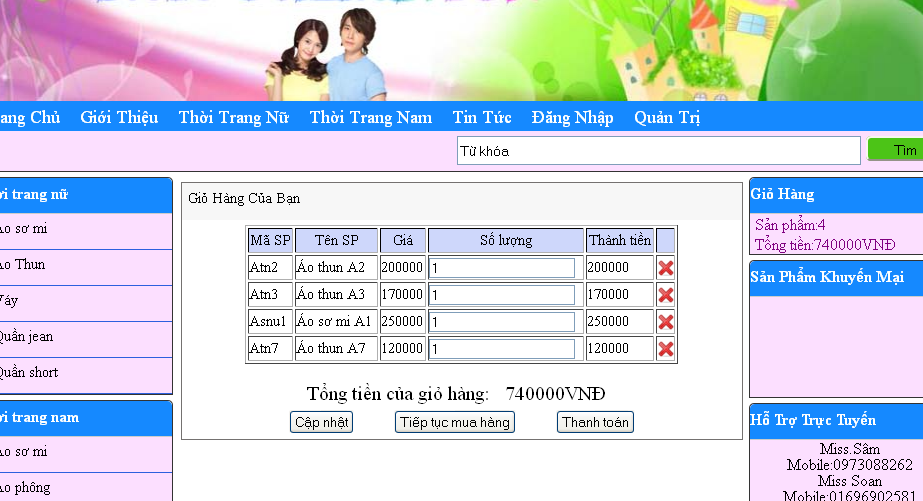 ang Chủ Giới Thiệu Thời Trang Nữ Thời Trang Nam Tin Tức Đăng Nhập Quản Trị
Từ khóa Tìm
ời trang nữ
Áo sơ mi
Áo Thun
Váy
Quần jean
Quần short
ời trang nam
Áo sơ mi
Áo phông
Giỏ Hàng Của Bạn
Mã SP Tên SP Giá Số lượng Thành tiền
Atn2 Áo thun A2 200000 1 200000
Atn3 Áo thun A3 170000 1 170000
Asnu1 Áo sơ mi A1 250000 1 250000
Atn7 Áo thun A7 120000 1 120000
Tổng tiền của giỏ hàng: 740000VNĐ
Cập nhật Tiếp tục mua hàng Thanh toán
Giỏ Hàng
Sản phẩm:4
Tổng tiền:740000VNĐ
Sản Phẩm Khuyến Mại
Hỗ Trợ Trực Tuyến
Miss.Sâm
Mobile:0973088262
Miss Soan
Mobile:01696902581